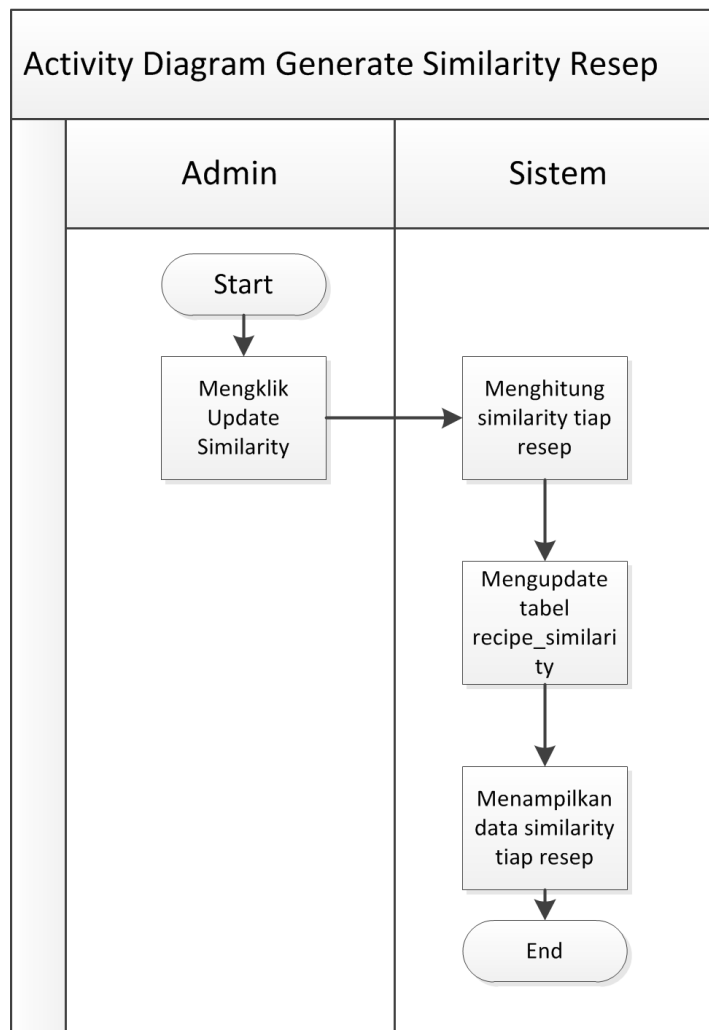 Activity Diagram Generate Similarity Resep
Admin
Sistem
Start
Mengklik
Update
Similarity
Menghitung
similarity tiap
resep
Mengupdate
tabel
recipe_similari
ty
Menampilkan
data similarity
tiap resep
End